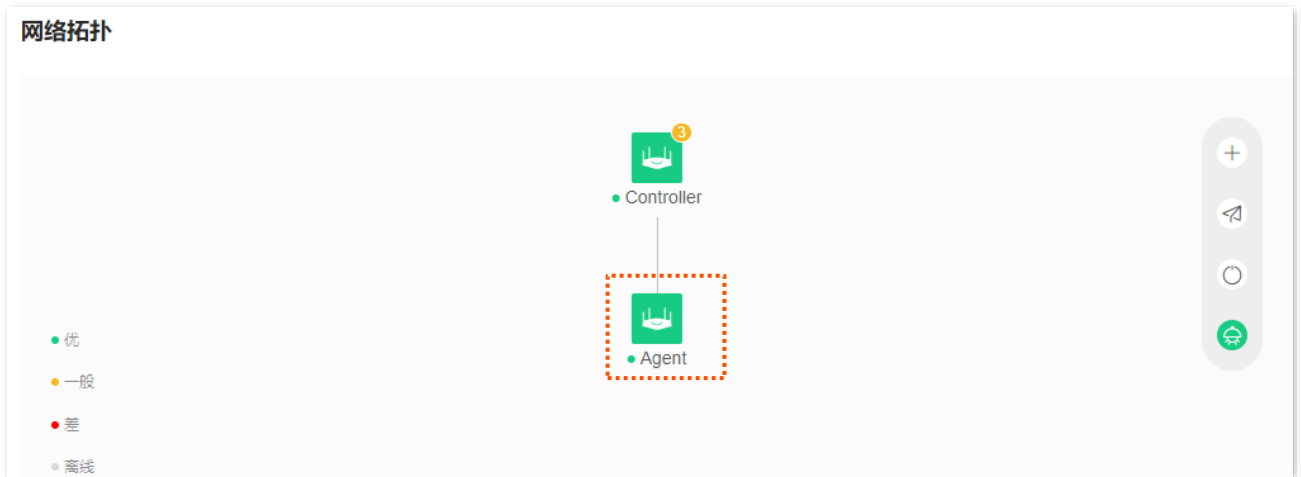 网络拓扑
3
Controller
Agent
优
一般
差
离线